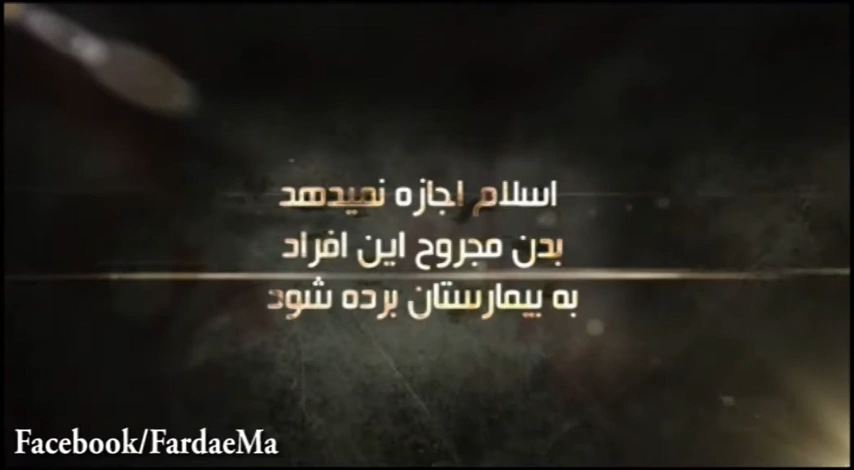 اسلام اجازه نمیدهد
بدن مجروح این افراد
به بیمارستان برده شود
Facebook/FardaeMa